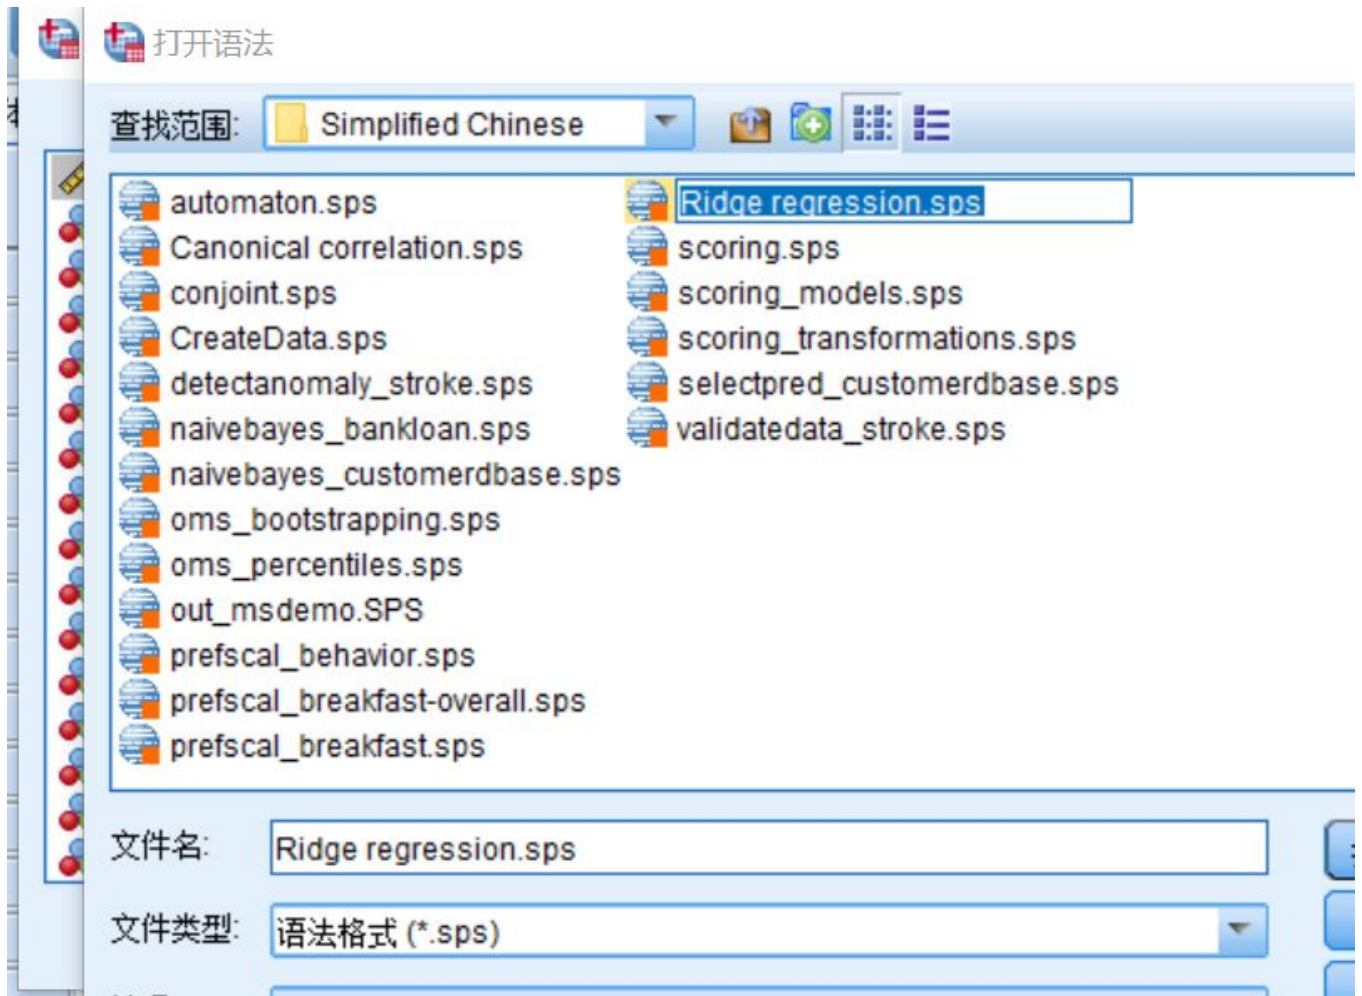 打开语法
查找范围: Simplified Chinese
automaton.sps
Canonical correlation.sps
conjoint.sps
CreateData.sps
detectanomaly_stroke.sps
naivebayes_bankloan.sps
naivebayes_customerdbase.sps
oms_bootstrapping.sps
oms_percentiles.sps
out_msdemo.SPS
prefscal_behavior.sps
prefscal_breakfast-overall.sps
prefscal_breakfast.sps
Ridge regression.sps
scoring.sps
scoring_models.sps
scoring_transformations.sps
selectpred_customerdbase.sps
validatedata_stroke.sps
文件名: Ridge regression.sps
文件类型: 语法格式 (*.sps)